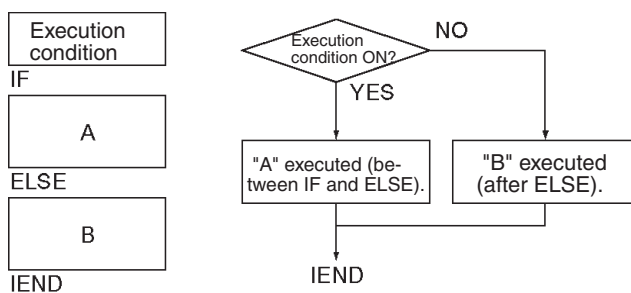 Execution
condition
IF
A
ELSE
B
IEND
Execution
condition ON?
NO
YES
"A" executed (be-
tween IF and ELSE).
"B" executed
(after ELSE).
IEND